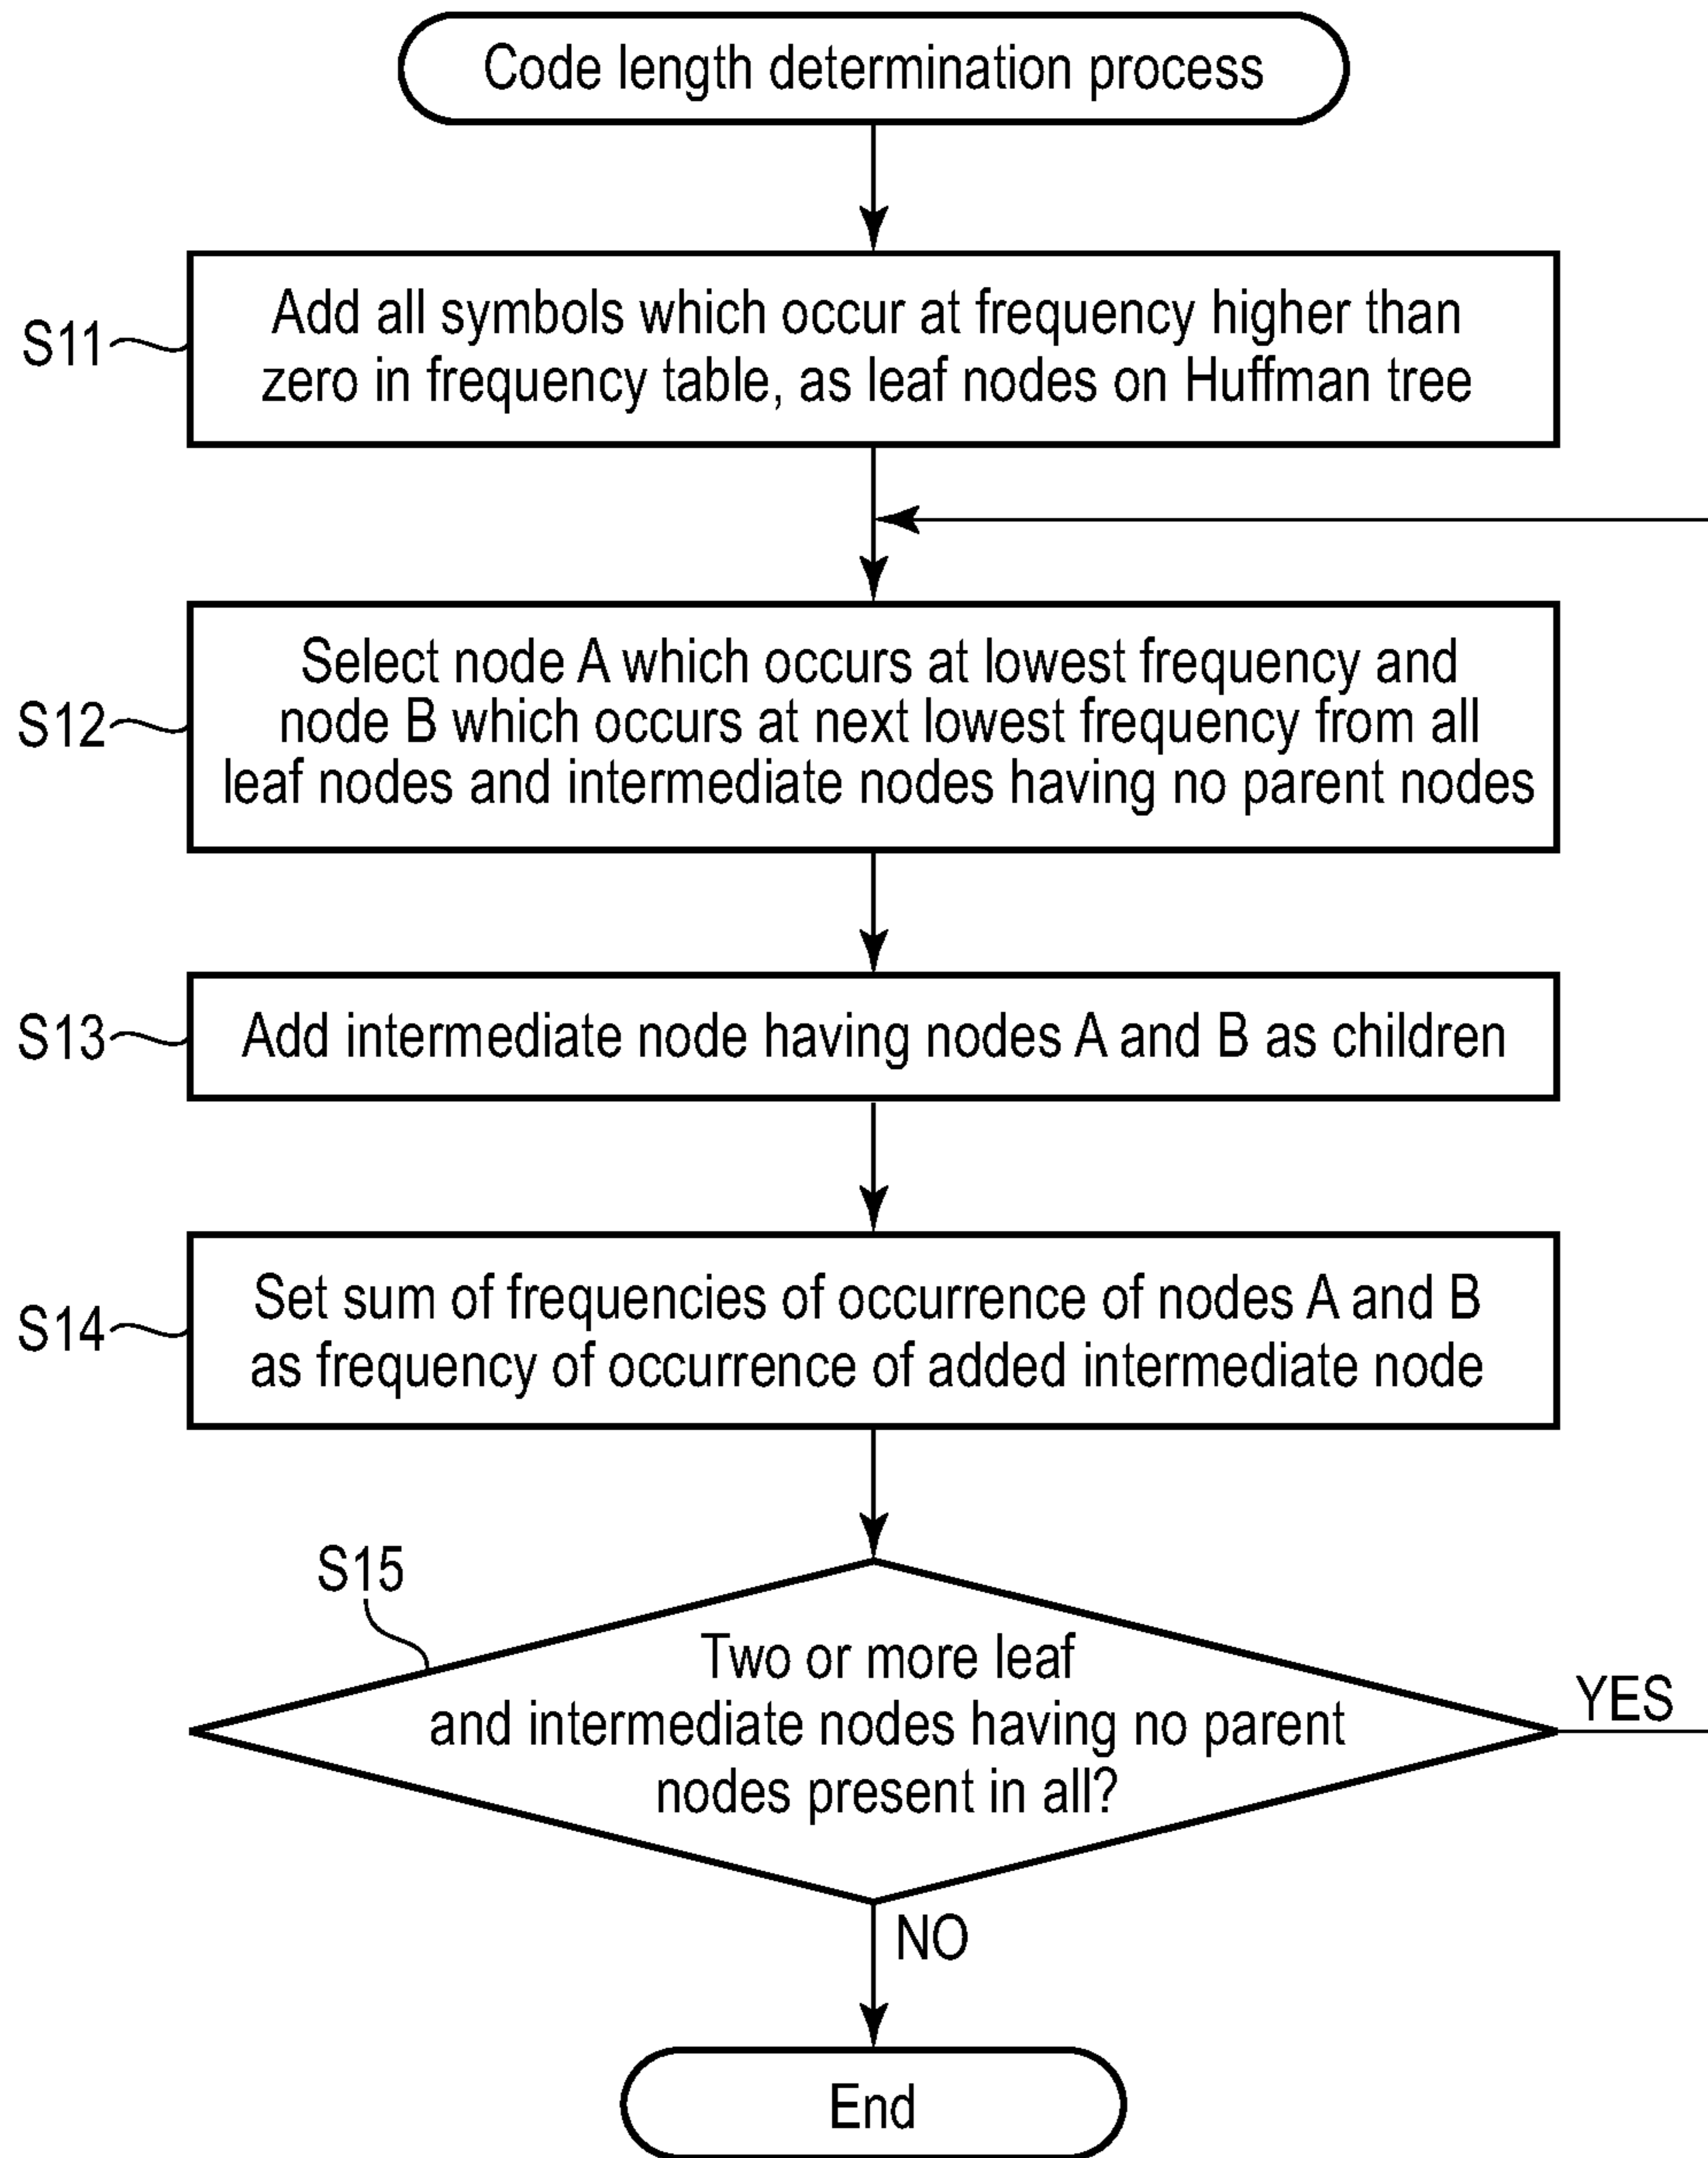 Code length determination process
S11
Add all symbols which occur at frequency higher than
zero in frequency table, as leaf nodes on Huffman tree
S12
Select node A which occurs at lowest frequency and
node B which occurs at next lowest frequency from all
leaf nodes and intermediate nodes having no parent nodes
S13
Add intermediate node having nodes A and B as children
S14
Set sum of frequencies of occurrence of nodes A and B
as frequency of occurrence of added intermediate node
S15
Two or more leaf
and intermediate nodes having no parent
nodes present in all?
YES
NO
End